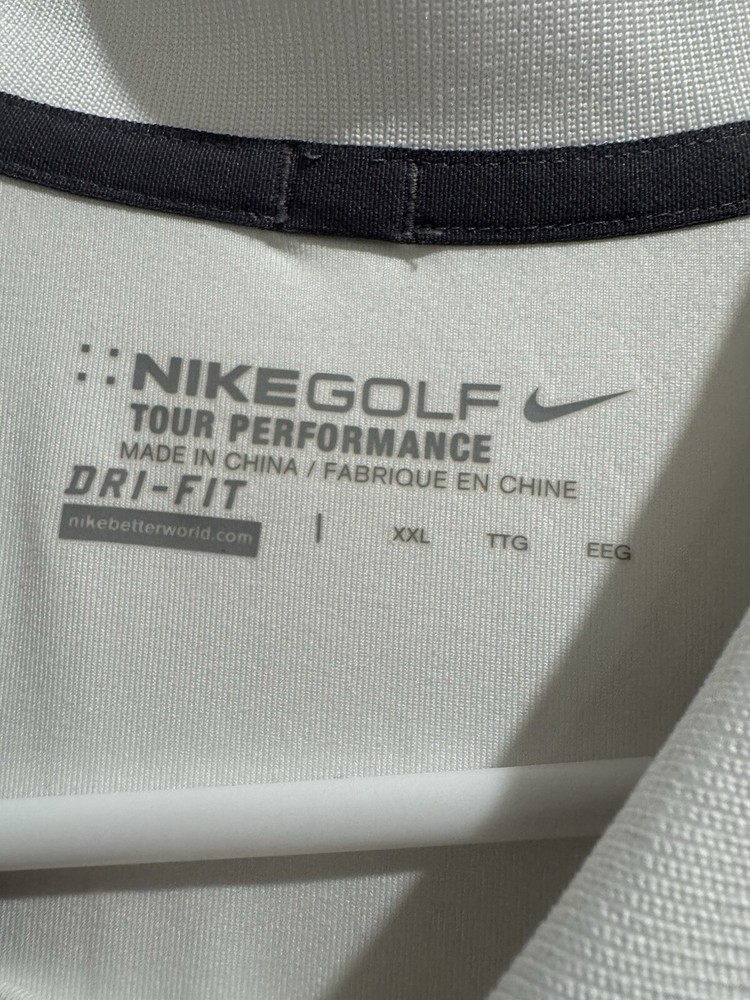 NIKEGOLF
TOUR PERFORMANCE
MADE IN CHINA / FABRIQUE EN CHINE
DRI-FIT
nikebetterworld.com | XXL TTG EEG